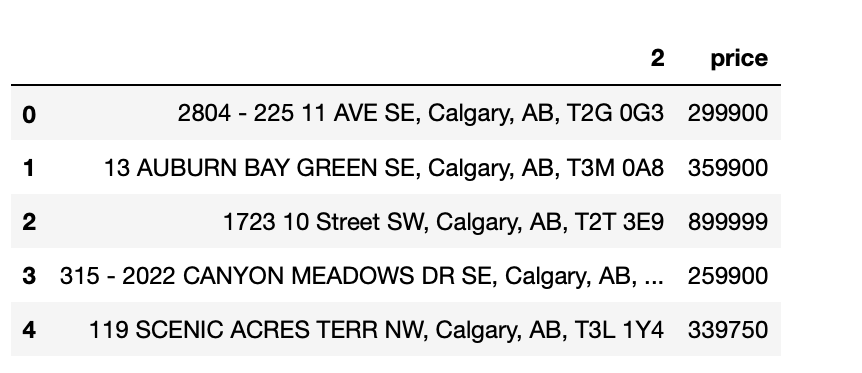 2 price
0 2804 - 225 11 AVE SE, Calgary, AB, T2G 0G3 299900
1 13 AUBURN BAY GREEN SE, Calgary, AB, T3M 0A8 359900
2 1723 10 Street SW, Calgary, AB, T2T 3E9 899999
3 315 - 2022 CANYON MEADOWS DR SE, Calgary, AB, ... 259900
4 119 SCENIC ACRES TERR NW, Calgary, AB, T3L 1Y4 339750